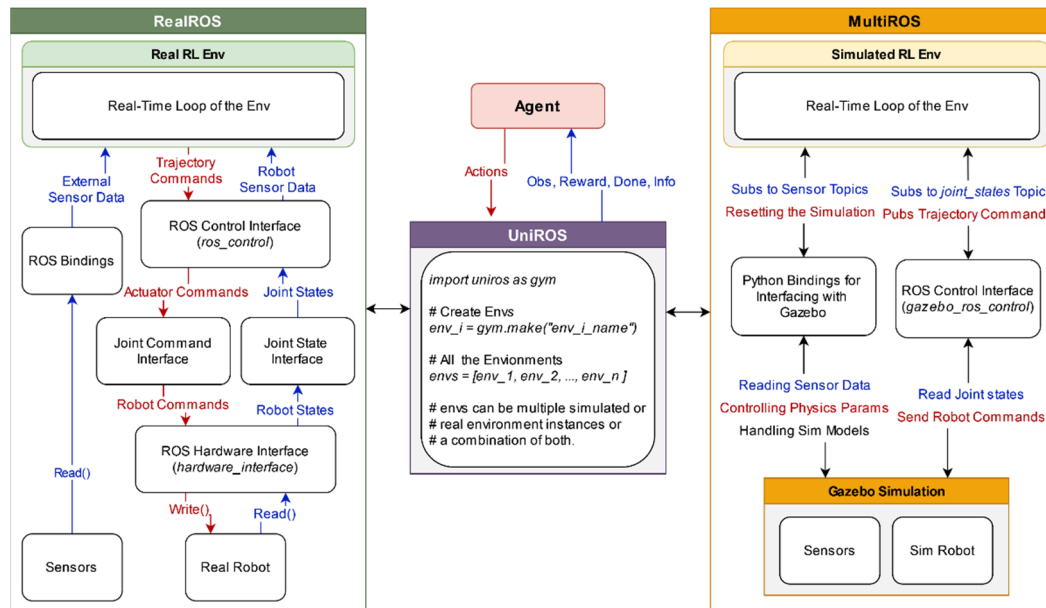 RealROS
Real RL Env
Real-Time Loop of the Env
External
Sensor Data
Trajectory
Commands
Robot
Sensor Data
ROS Bindings
ROS Control Interface
(ros_control)
Actuator Commands
Joint States
Joint Command
Interface
Joint State
Interface
Robot Commands
Robot States
ROS Hardware Interface
(hardware_interface)
Read()
Write()
Read()
Sensors
Real Robot
Agent
Actions
Obs, Reward, Done, Info
UniROS
import uniros as gym
# Create Envs
env_i = gym.make("env_i_name")
# All the Envionments
envs = [env_1, env_2, ..., env_n ]
# envs can be multiple simulated or
# real environment instances or
# a combination of both.
MultiROS
Simulated RL Env
Real-Time Loop of the Env
Subs to Sensor Topics
Resetting the Simulation
Subs to joint_states Topic
Pubs Trajectory Command
Python Bindings for
Interfacing with
Gazebo
ROS Control Interface
(gazebo_ros_control)
Reading Sensor Data
Controlling Physics Params
Handling Sim Models
Read Joint states
Send Robot Commands
Gazebo Simulation
Sensors
Sim Robot